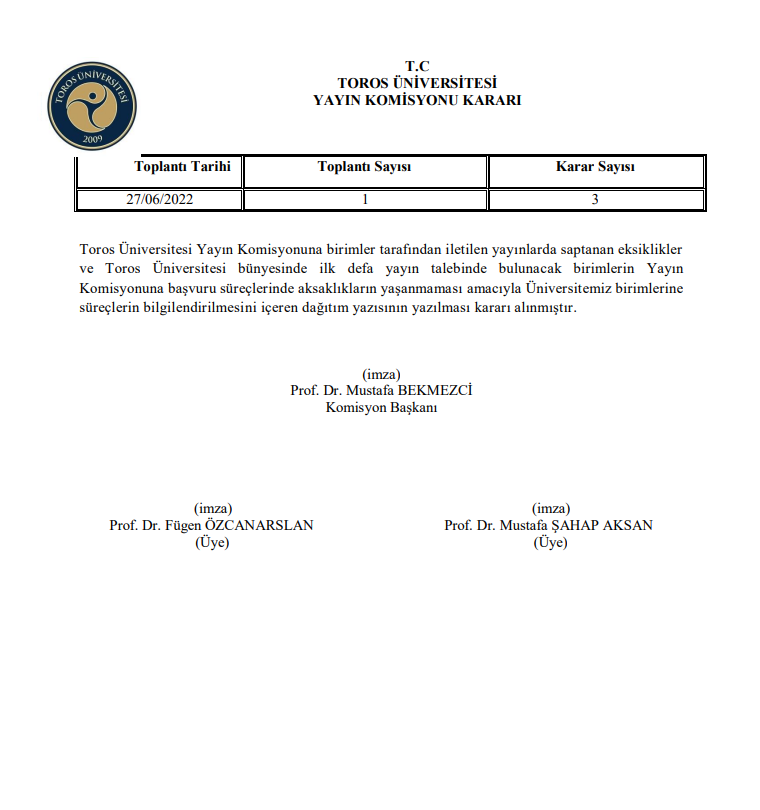 T.C
TOROS ÜNİVERSİTESİ
YAYIN KOMİSYONU KARARI
TOROS ÜNİVERSİTESİ
2009
Toplantı Tarihi Toplantı Sayısı Karar Sayısı
27/06/2022 1 3
Toros Üniversitesi Yayın Komisyonuna birimler tarafından iletilen yayınlarda saptanan eksiklikler
ve Toros Üniversitesi bünyesinde ilk defa yayın talebinde bulunacak birimlerin Yayın
Komisyonuna başvuru süreçlerinde aksaklıkların yaşanmaması amacıyla Üniversitemiz birimlerine
süreçlerin bilgilendirilmesini içeren dağıtım yazısının yazılması kararı alınmıştır.
(imza)
Prof. Dr. Mustafa BEKMEZCİ
Komisyon Başkanı
(imza) (imza)
Prof. Dr. Fügen ÖZCANARSLAN Prof. Dr. Mustafa ŞAHAP AKSAN
(Üye) (Üye)